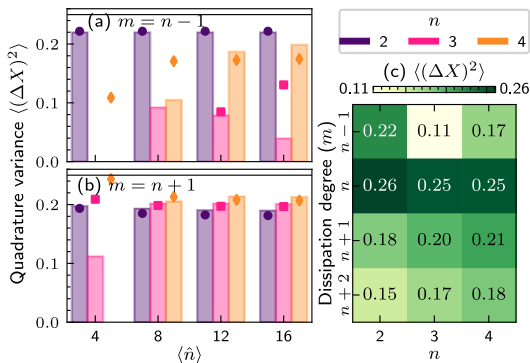 n
2 3 4
Quadrature variance ⟨(ΔX)²⟩
(a) m = n − 1
0.2
0.1
0.0
(b) m = n + 1
0.2
0.1
0.0
4 8 12 16
⟨n̂⟩
(c) ⟨(ΔX)²⟩
0.11 0.26
Dissipation degree (m)
n − 1 0.22 0.11 0.17
n 0.26 0.25 0.25
n + 1 0.18 0.20 0.21
n + 2 0.15 0.17 0.18
2 3 4
n